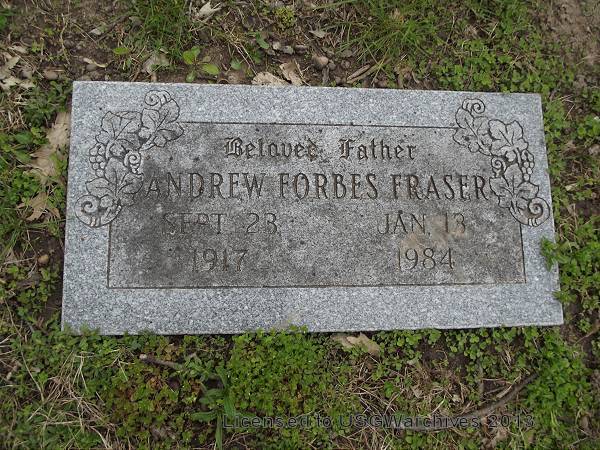 Beloved Father
ANDREW FORBES FRASER
SEPT. 23 JAN. 13
1917 1984
Licensed to USGWarchives 2013